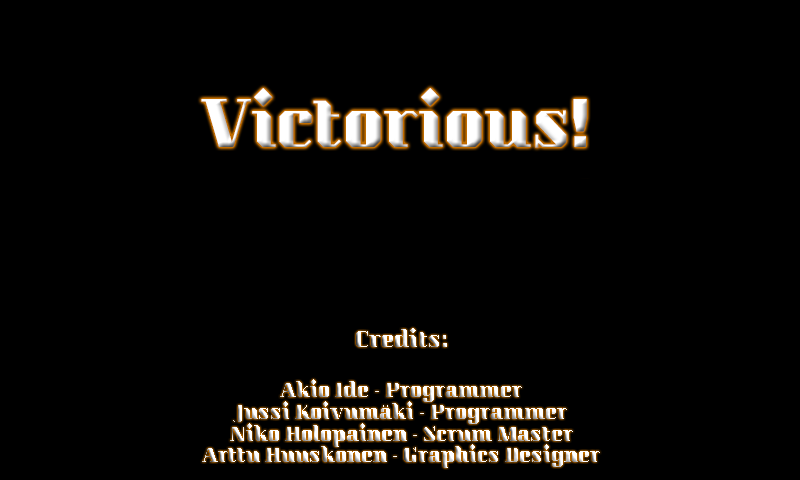 Victorious!
Credits:
Akio Ide - Programmer
Jussi Koivumäki - Programmer
Niko Holopainen - Scrum Master
Arttu Huuskonen - Graphics Designer